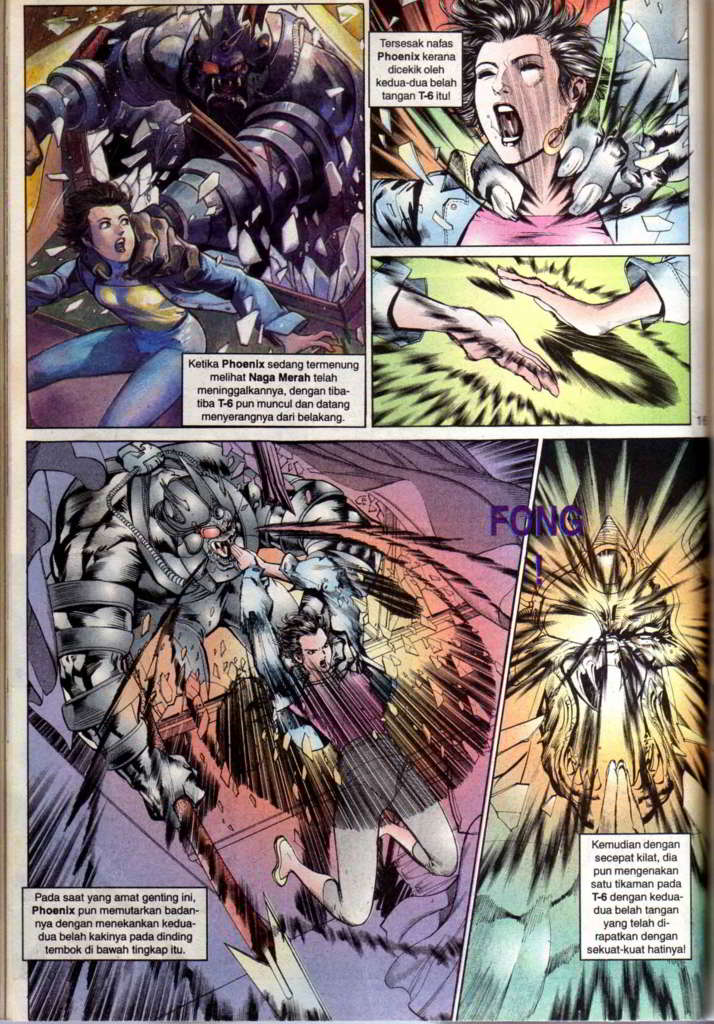 Ketika Phoenix sedang termenung
melihat Naga Merah telah
meninggalkannya, dengan tiba-
tiba T-6 pun muncul dan datang
menyerangnya dari belakang.
Tersesak nafas
Phoenix kerana
dicekik oleh
kedua-dua belah
tangan T-6 itu!
16
FONG
!
Pada saat yang amat genting ini,
Phoenix pun memutarkan badan-
nya dengan menekankan kedua-
dua belah kakinya pada dinding
tembok di bawah tingkap itu.
Kemudian dengan
secepat kilat, dia
pun mengenakan
satu tikaman pada
T-6 dengan kedua-
dua belah tangan
yang telah di-
rapatkan dengan
sekuat-kuat hatinya!